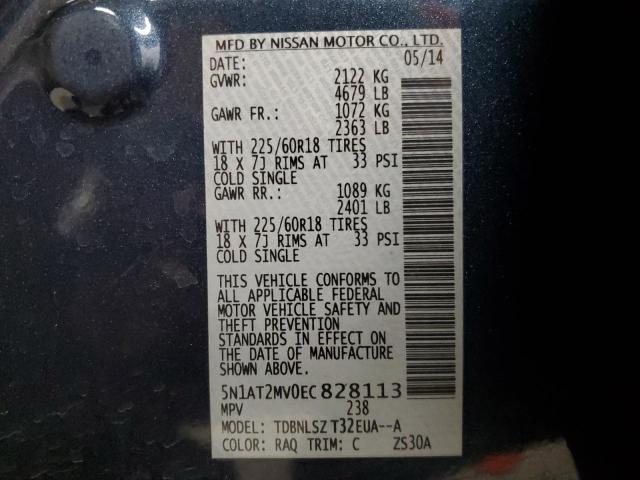 MFD BY NISSAN MOTOR CO., LTD.
DATE: 05/14
GVWR: 2122 KG
4679 LB
GAWR FR.: 1072 KG
2363 LB
WITH 225/60R18 TIRES
18 X 7J RIMS AT 33 PSI
COLD SINGLE
GAWR RR.: 1089 KG
2401 LB
WITH 225/60R18 TIRES
18 X 7J RIMS AT 33 PSI
COLD SINGLE
THIS VEHICLE CONFORMS TO
ALL APPLICABLE FEDERAL
MOTOR VEHICLE SAFETY AND
THEFT PREVENTION
STANDARDS IN EFFECT ON
THE DATE OF MANUFACTURE
SHOWN ABOVE.
5N1AT2MV0EC828113
MPV 238
MODEL: TDBNLSZ T32EUA--A
COLOR: RAQ TRIM: C ZS30A